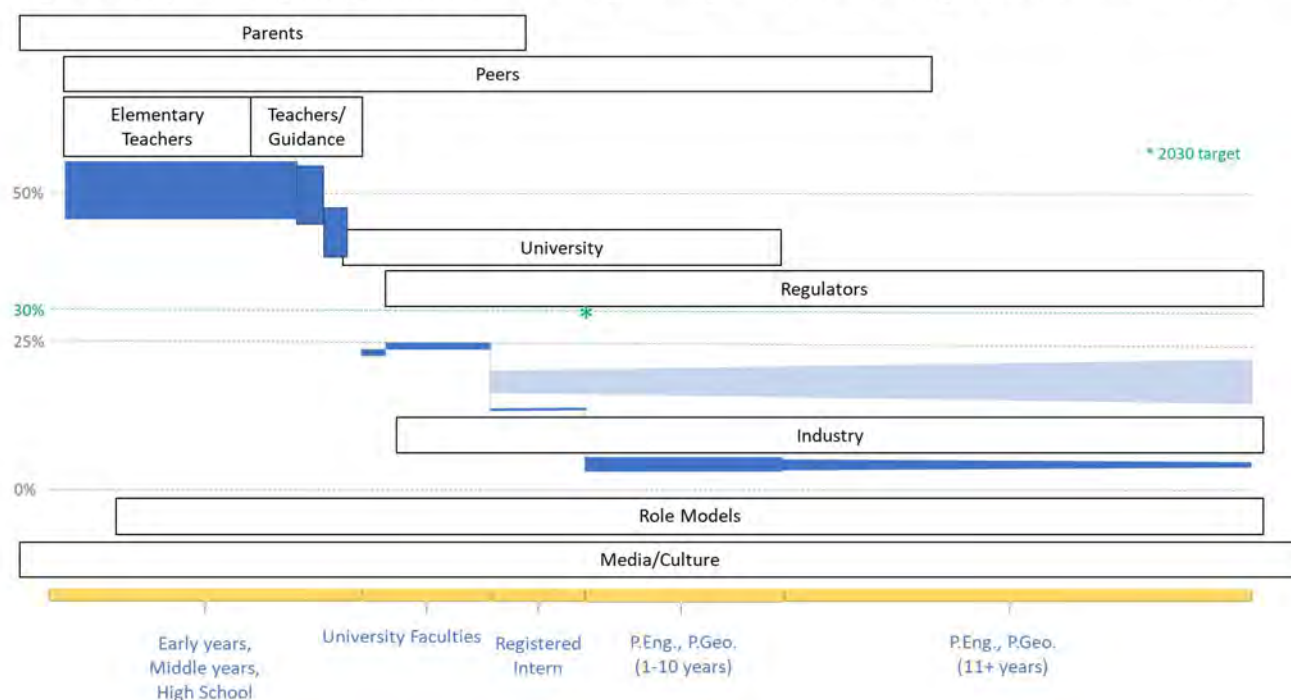 Parents
Peers
Elementary
Teachers
Teachers/
Guidance
* 2030 target
50%
University
Regulators
30%
*
25%
Industry
0%
Role Models
Media/Culture
Early years,
Middle years,
High School
University Faculties
Registered
Intern
P.Eng., P.Geo.
(1-10 years)
P.Eng., P.Geo.
(11+ years)